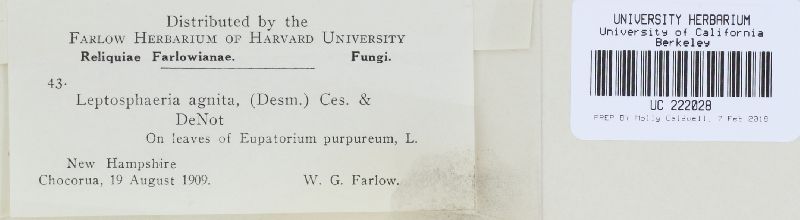 Distributed by the
FARLOW HERBARIUM OF HARVARD UNIVERSITY
Reliquiae Farlowianae. Fungi.
43.
Leptosphaeria agnita, (Desm.) Ces. &
DeNot
On leaves of Eupatorium purpureum, L.
New Hampshire
Chocorua, 19 August 1909. W. G. Farlow.
UNIVERSITY HERBARIUM
University of California
Berkeley
UC 222028
PREP BY Molly Caldwell, 7 Feb 2018